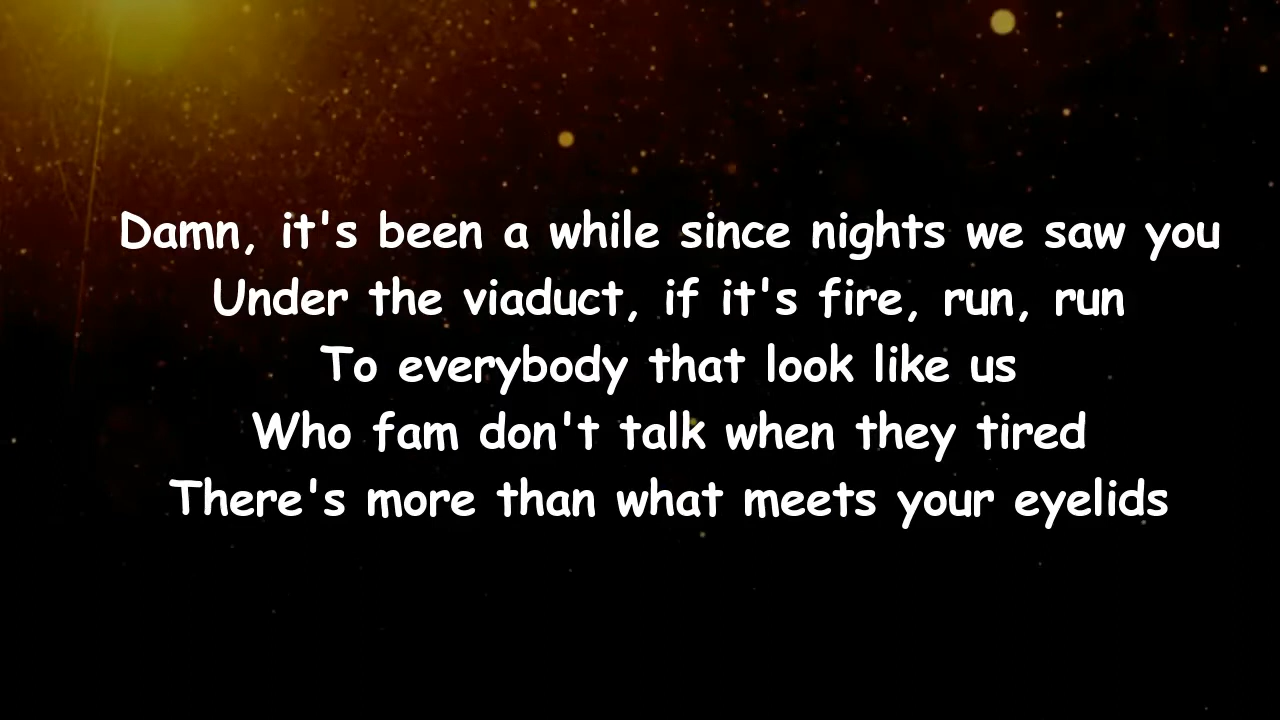 Damn, it's been a while since nights we saw you
Under the viaduct, if it's fire, run, run
To everybody that look like us
Who fam don't talk when they tired
There's more than what meets your eyelids